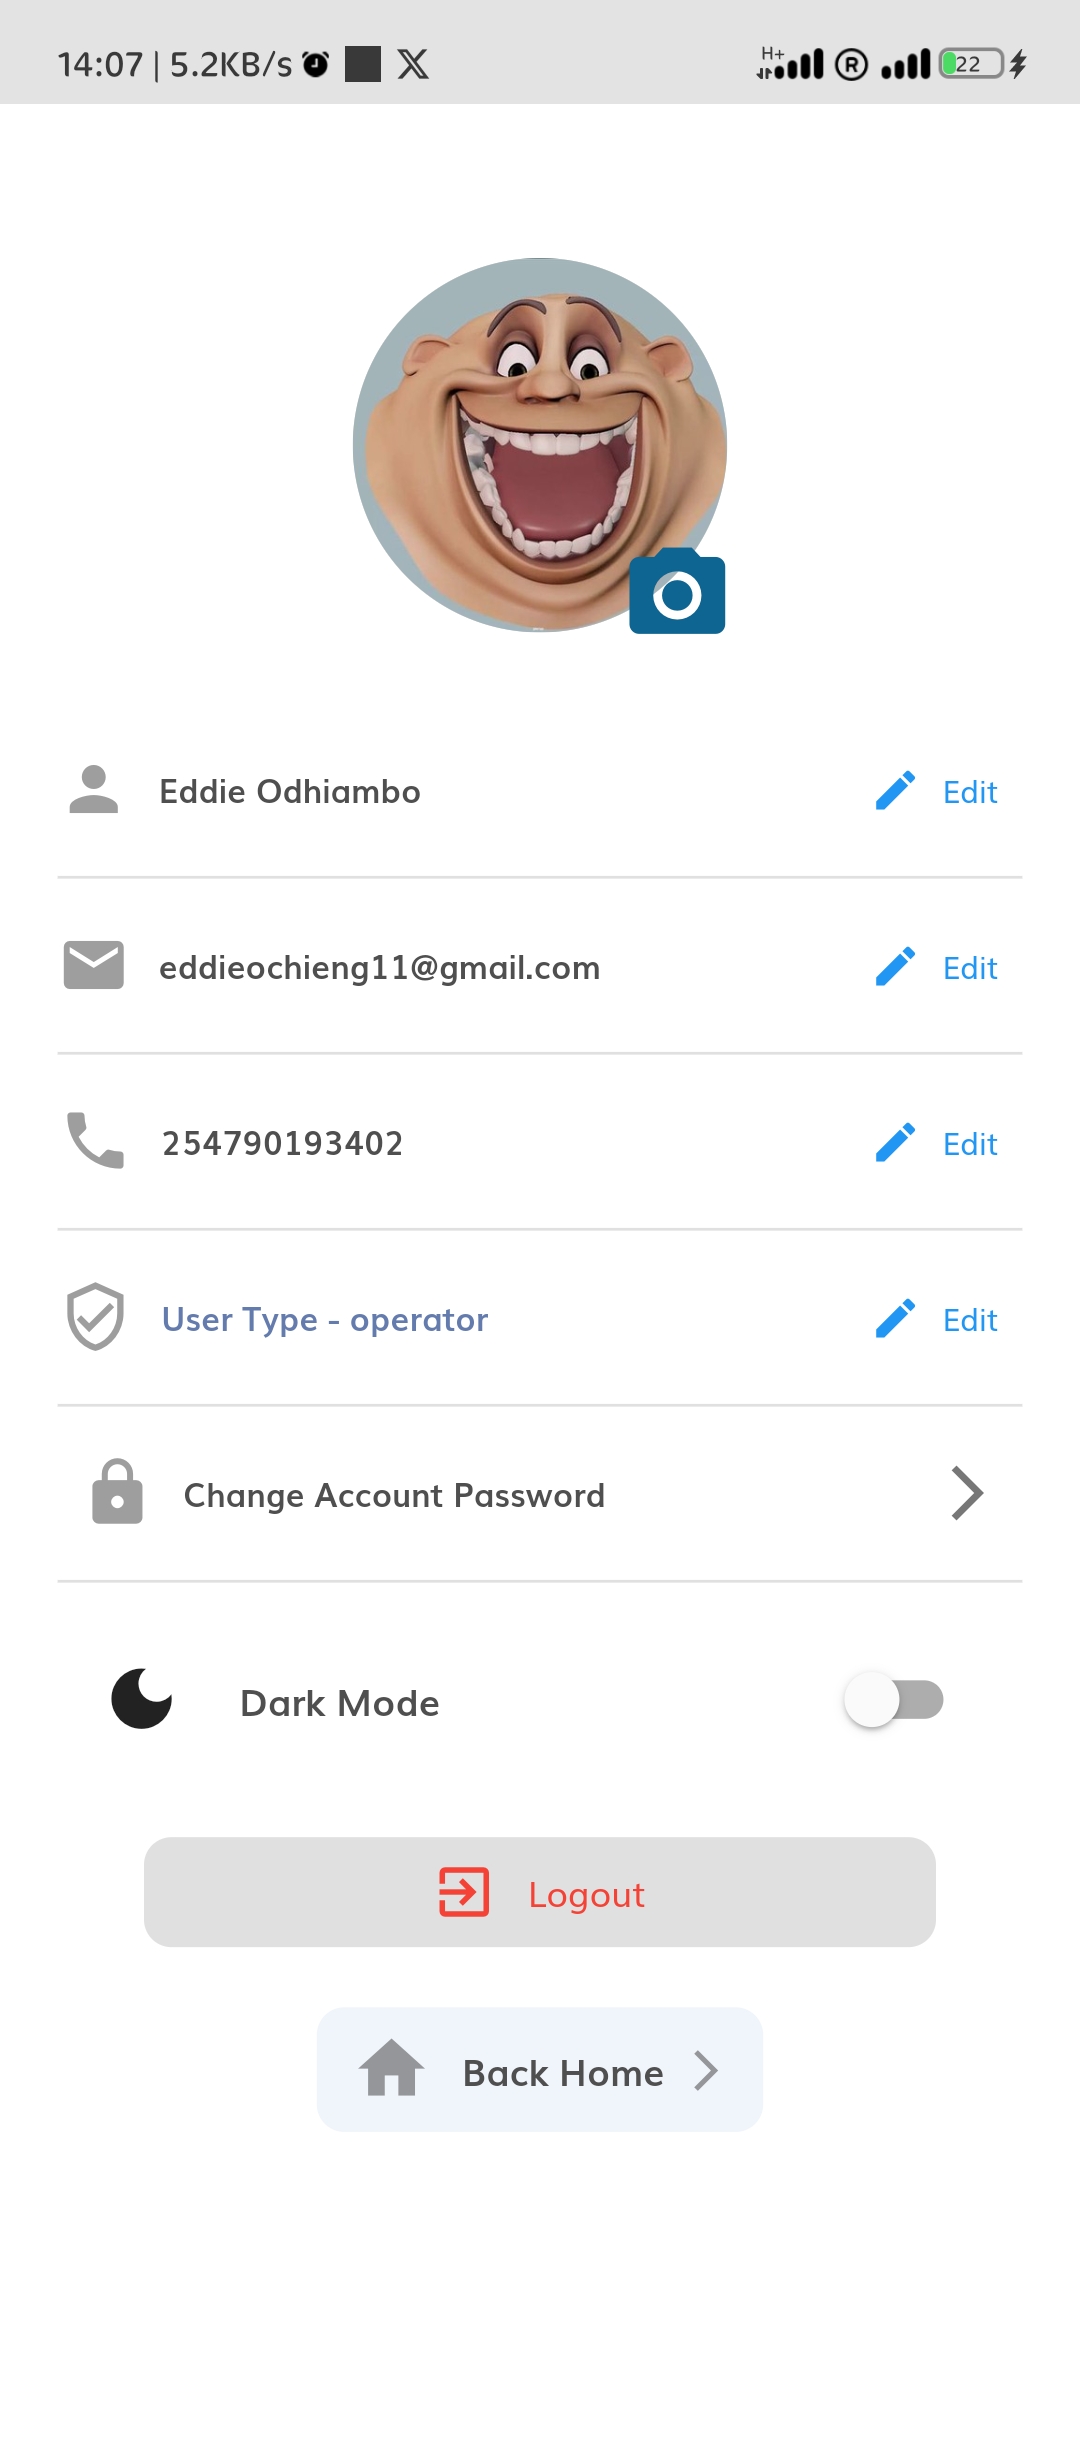 14:07 | 5.2KB/s
H+ R 22
Eddie Odhiambo Edit
eddieochieng11@gmail.com Edit
254790193402 Edit
User Type - operator Edit
Change Account Password
Dark Mode
Logout
Back Home